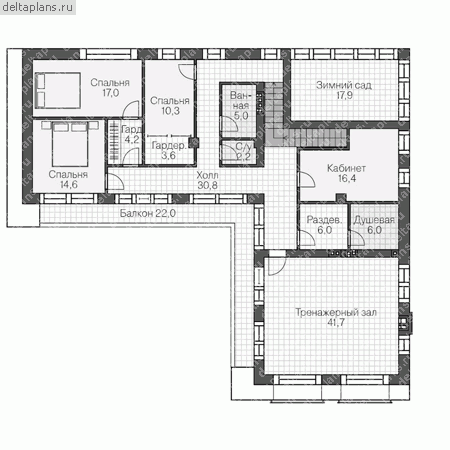 deltaplans.ru
Спальня
17,0
Спальня
10,3
Ван-
ная
5,0
Зимний сад
17,9
Гард.
4,2
Гардер.
3,6
С/у
2,2
Спальня
14,6
Холл
30,8
Кабинет
16,4
Балкон 22,0
Раздев.
6,0
Душевая
6,0
Тренажерный зал
41,7